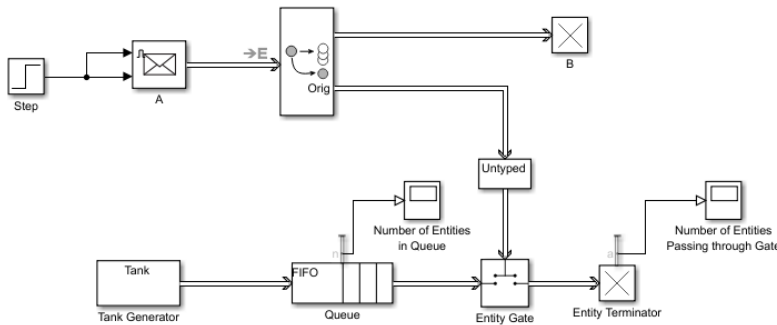 E
Step
A
Orig
B
Untyped
Number of Entities
in Queue
Number of Entities
Passing through Gate
n
a
Tank
FIFO
Tank Generator
Queue
Entity Gate
Entity Terminator